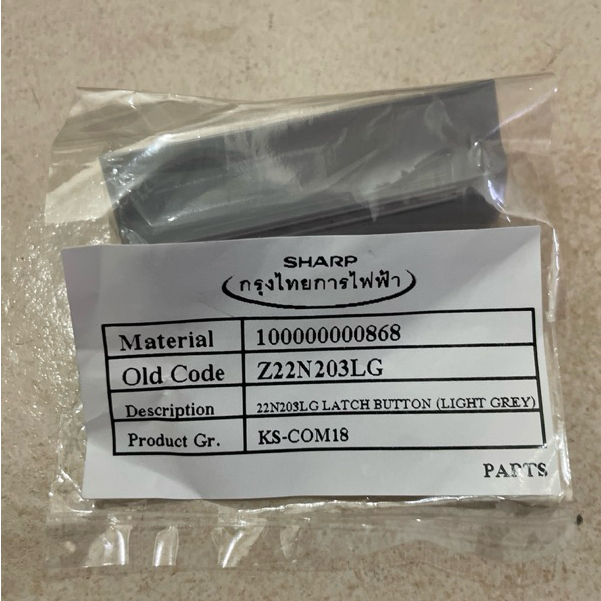 SHARP
กรุงไทยการไฟฟ้า
Material 100000000868
Old Code Z22N203LG
Description 22N203LG LATCH BUTTON (LIGHT GREY)
Product Gr. KS-COM18
PARTS